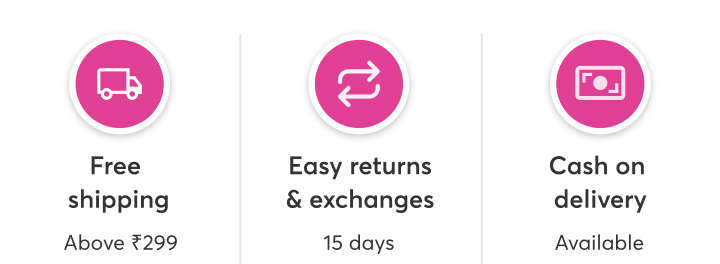 Free
shipping
Above ₹299
Easy returns
& exchanges
15 days
Cash on
delivery
Available